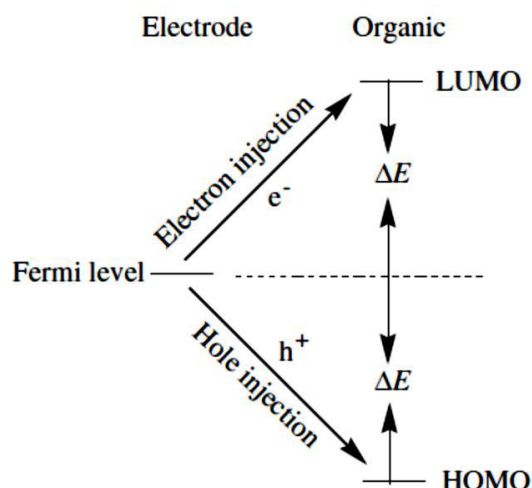 Electrode Organic
LUMO
Electron injection
e-
ΔE
Fermi level
h+
Hole injection
ΔE
HOMO